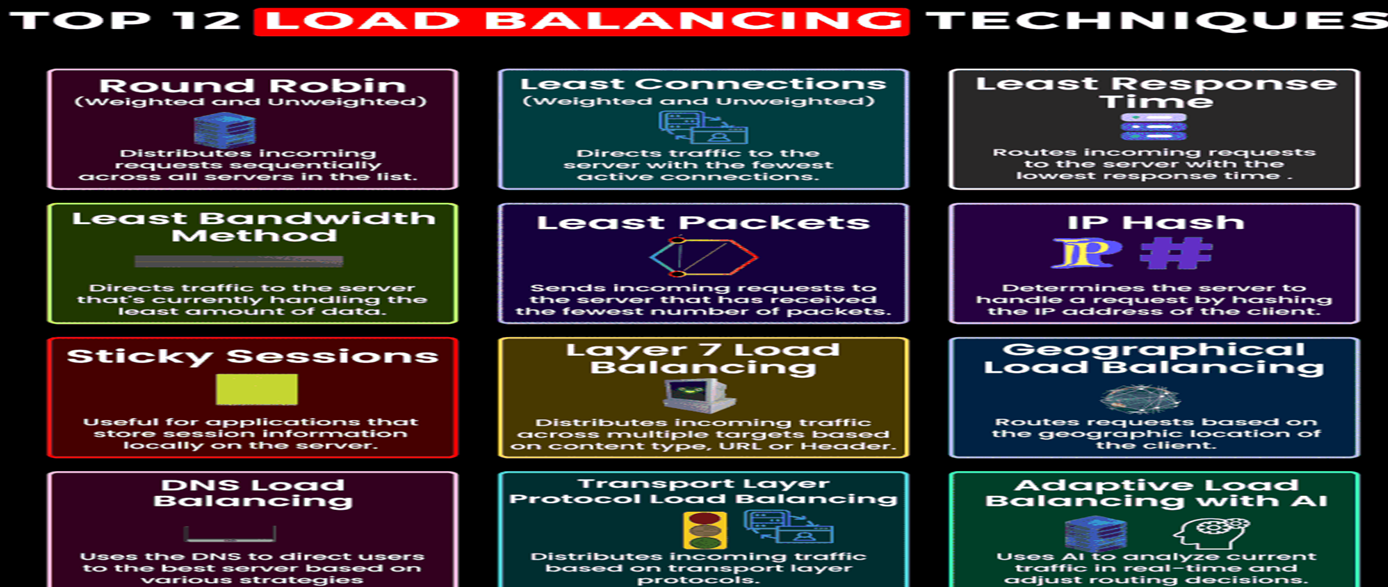 TOP 12 LOAD BALANCING TECHNIQUES
Round Robin
(Weighted and Unweighted)
Distributes incoming
requests sequentially
across all servers in the list.
Least Connections
(Weighted and Unweighted)
Directs traffic to the
server with the fewest
active connections.
Least Response
Time
Routes incoming requests
to the server with the
lowest response time .
Least Bandwidth
Method
Directs traffic to the server
that's currently handling the
least amount of data.
Least Packets
Sends incoming requests to
the server that has received
the fewest number of packets.
IP Hash
IP #
Determines the server to
handle a request by hashing
the IP address of the client.
Sticky Sessions
Useful for applications that
store session information
locally on the server.
Layer 7 Load
Balancing
Distributes incoming traffic
across multiple targets based
on content type, URL or Header.
Geographical
Load Balancing
Routes requests based on
the geographic location of
the client.
DNS Load
Balancing
Uses the DNS to direct users
to the best server based on
various strategies
Transport Layer
Protocol Load Balancing
Distributes incoming traffic
based on transport layer
protocols.
Adaptive Load
Balancing with AI
Uses AI to analyze current
traffic in real-time and
adjust routing decisions.